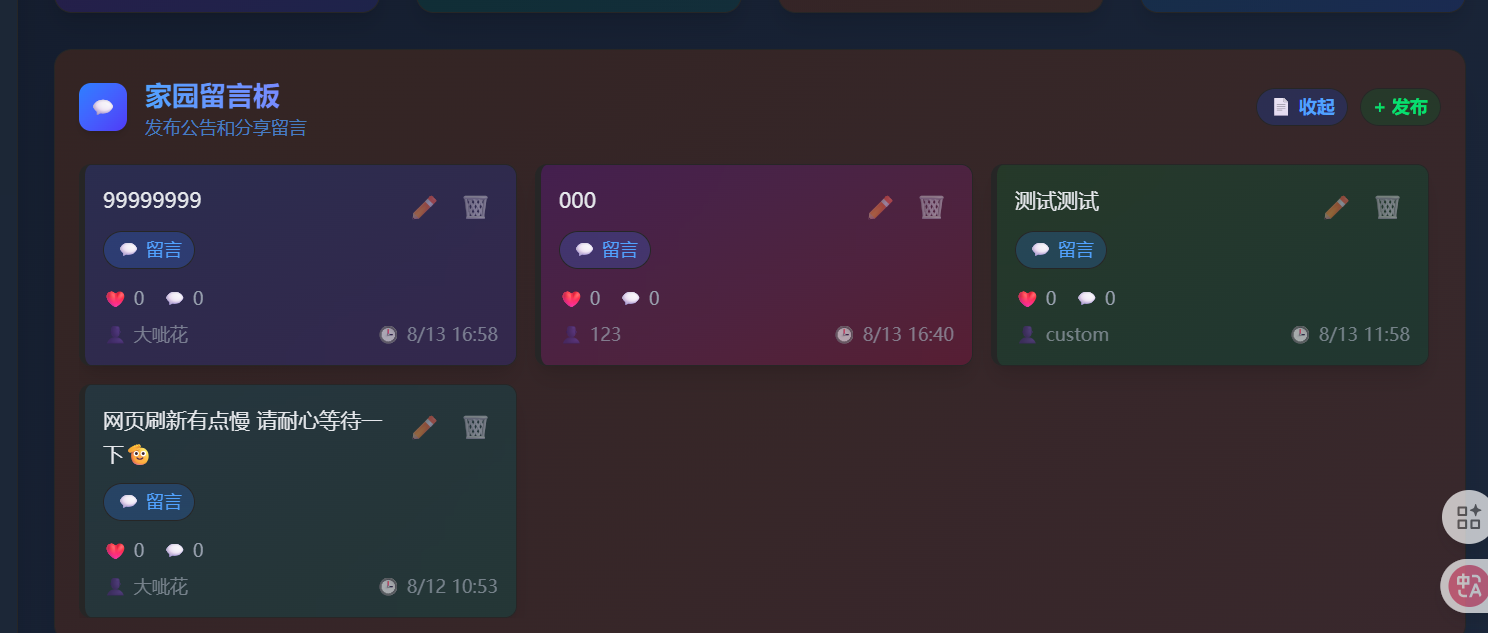 家园留言板
发布公告和分享留言
收起
+ 发布
99999999
留言
0 0
大呲花 8/13 16:58
000
留言
0 0
123 8/13 16:40
测试测试
留言
0 0
custom 8/13 11:58
网页刷新有点慢 请耐心等待一
下
留言
0 0
大呲花 8/12 10:53
中A